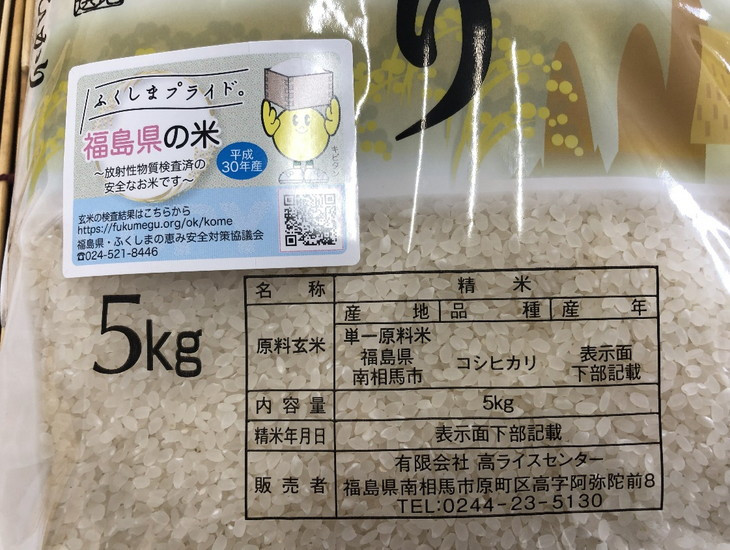 り
ふくしまプライド。
福島県の米
平成
30年産
～放射性物質検査済の
安全なお米です～
キビタン
玄米の検査結果はこちらから
https://fukumegu.org/ok/kome
福島県・ふくしまの恵み安全対策協議会
☎024-521-8446
5kg
名 称 精 米
産 地 品 種 産 年
原料玄米 単一原料米
福島県
南相馬市 コシヒカリ 表示面
下部記載
内容量 5kg
精米年月日 表示面下部記載
販売者 有限会社 高ライスセンター
福島県南相馬市原町区高字阿弥陀前8
TEL:0244-23-5130